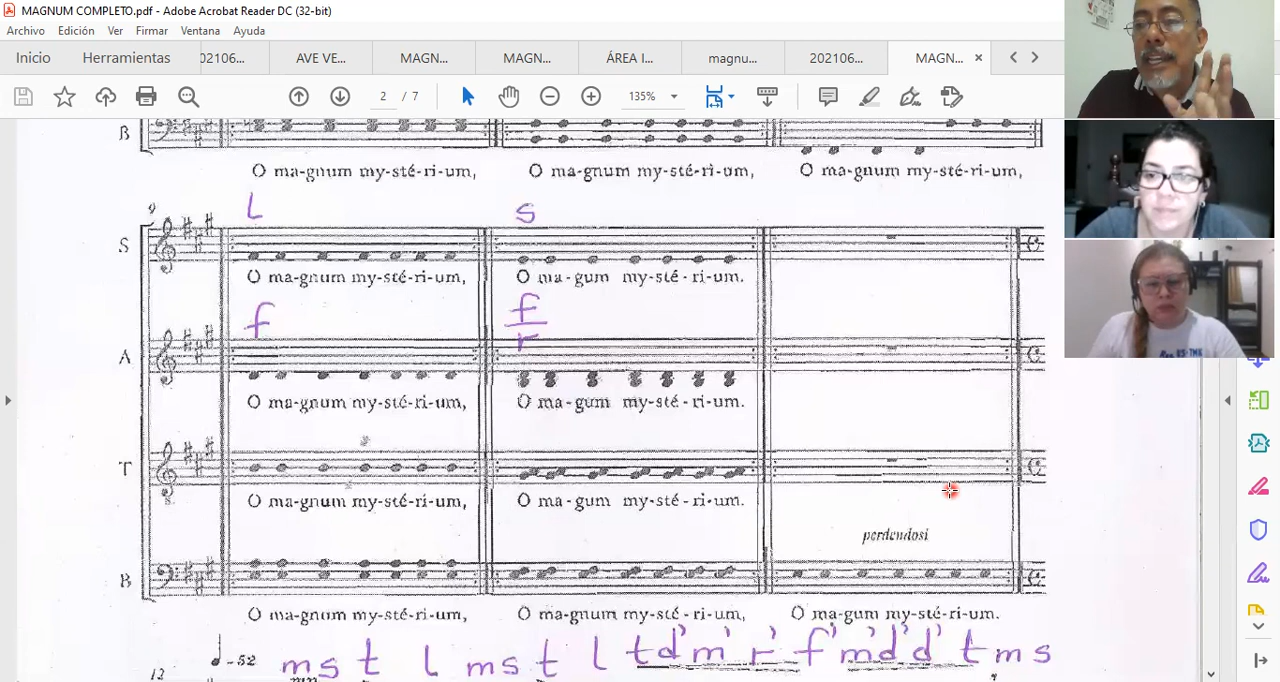 MAGNUM COMPLETO.pdf - Adobe Acrobat Reader DC (32-bit)
Archivo Edición Ver Firmar Ventana Ayuda
Inicio Herramientas 02106... AVE VE... MAGN... MAGN... ÁREA I... magnu... 202106... MAGN... ×
2 / 7 135%
B
O ma-gnum my-sté-ri-um, O ma-gnum my-sté-ri-um, O ma-gnum my-sté-ri-um,
9 l s
S
O ma-gnum my-sté-ri-um, O ma-gum my-sté-ri-um.
f f
r
A
O ma-gnum my-sté-ri-um, O ma-gum my-sté-ri-um.
T
O ma-gnum my-sté-ri-um, O ma-gum my-sté-ri-um.
perdendosi
B
O ma-gnum my-sté-ri-um, O ma-gnum my-sté-ri-um, O ma-gum my-sté-ri-um.
12 ♩-52 m s t l m s t l t d' m' r' f' m' d' d' t m s